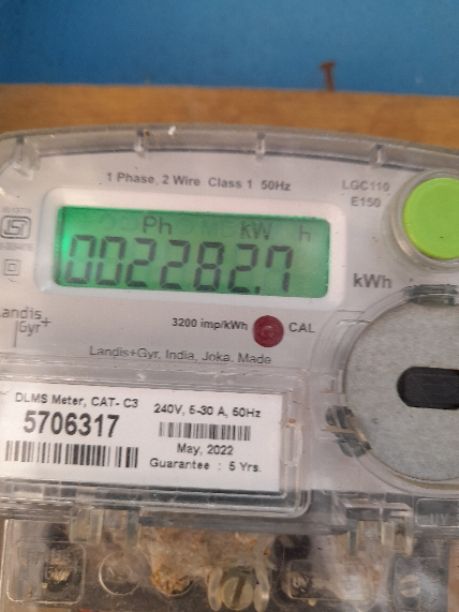 1 Phase, 2 Wire Class 1 50Hz
LGC110
E150
Ph kW h
002282.7
kWh
Landis
Gyr+
3200 imp/kWh CAL
Landis+Gyr, India, Joka, Made
DLMS Meter, CAT- C3
5706317
240V, 5-30 A, 50Hz
May, 2022
Guarantee : 5 Yrs.